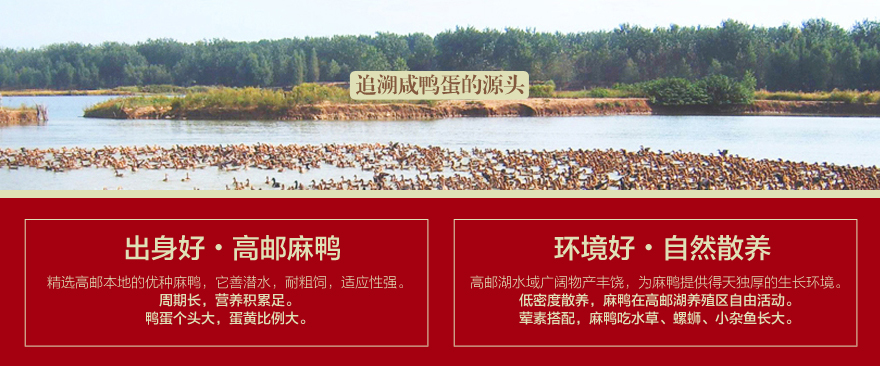 追溯咸鸭蛋的源头
出身好·高邮麻鸭
精选高邮本地的优种麻鸭，它善潜水，耐粗饲，适应性强。
周期长，营养积累足。
鸭蛋个头大，蛋黄比例大。
环境好·自然散养
高邮湖水域广阔物产丰饶，为麻鸭提供得天独厚的生长环境。
低密度散养，麻鸭在高邮湖养殖区自由活动。
荤素搭配，麻鸭吃水草、螺蛳、小杂鱼长大。